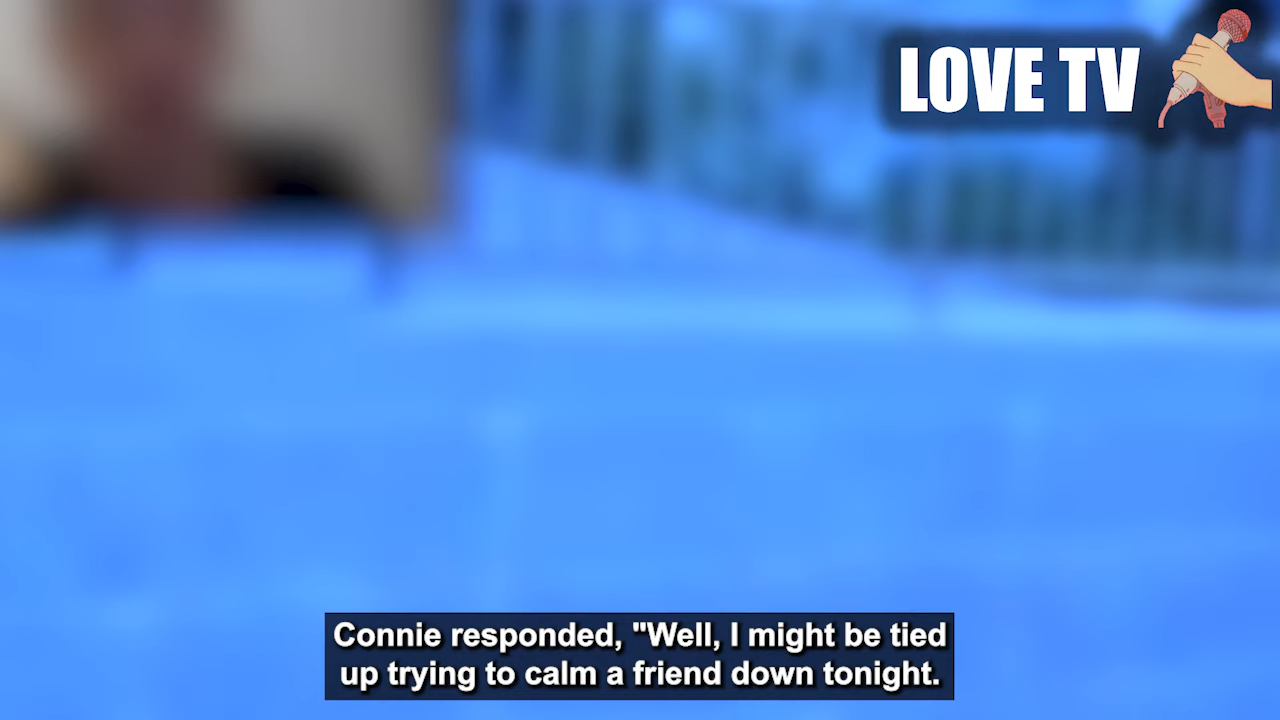 LOVE TV
Connie responded, "Well, I might be tied
up trying to calm a friend down tonight.